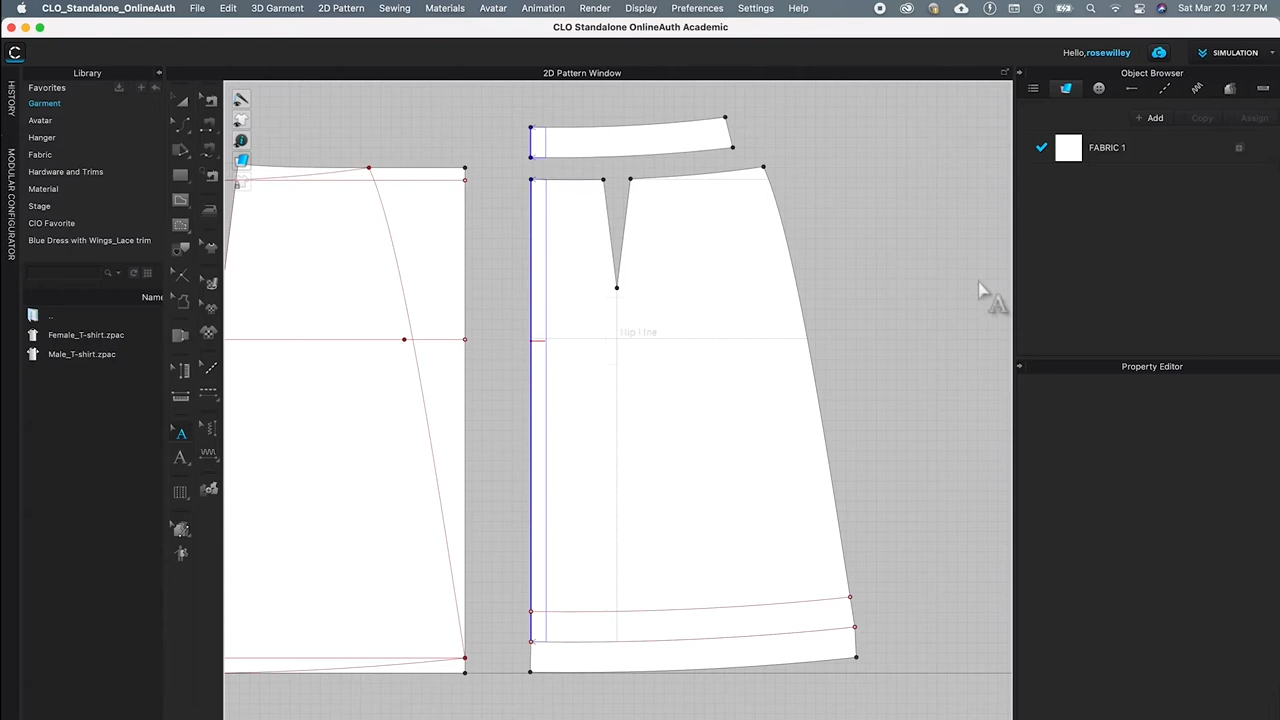 CLO_Standalone_OnlineAuth File Edit 3D Garment 2D Pattern Sewing Materials Avatar Animation Render Display Preferences Settings Help Sat Mar 20 1:27 PM
CLO Standalone OnlineAuth Academic
Hello,rosewilley SIMULATION
Library 2D Pattern Window Object Browser
HISTORY
MODULAR CONFIGURATOR
Favorites
Garment
Avatar
Hanger
Fabric
Hardware and Trims
Material
Stage
ClO Favorite
Blue Dress with Wings_Lace trim
Name
..
Female_T-shirt.zpac
Male_T-shirt.zpac
Hip Line
+ Add Copy Assign
FABRIC 1
Property Editor